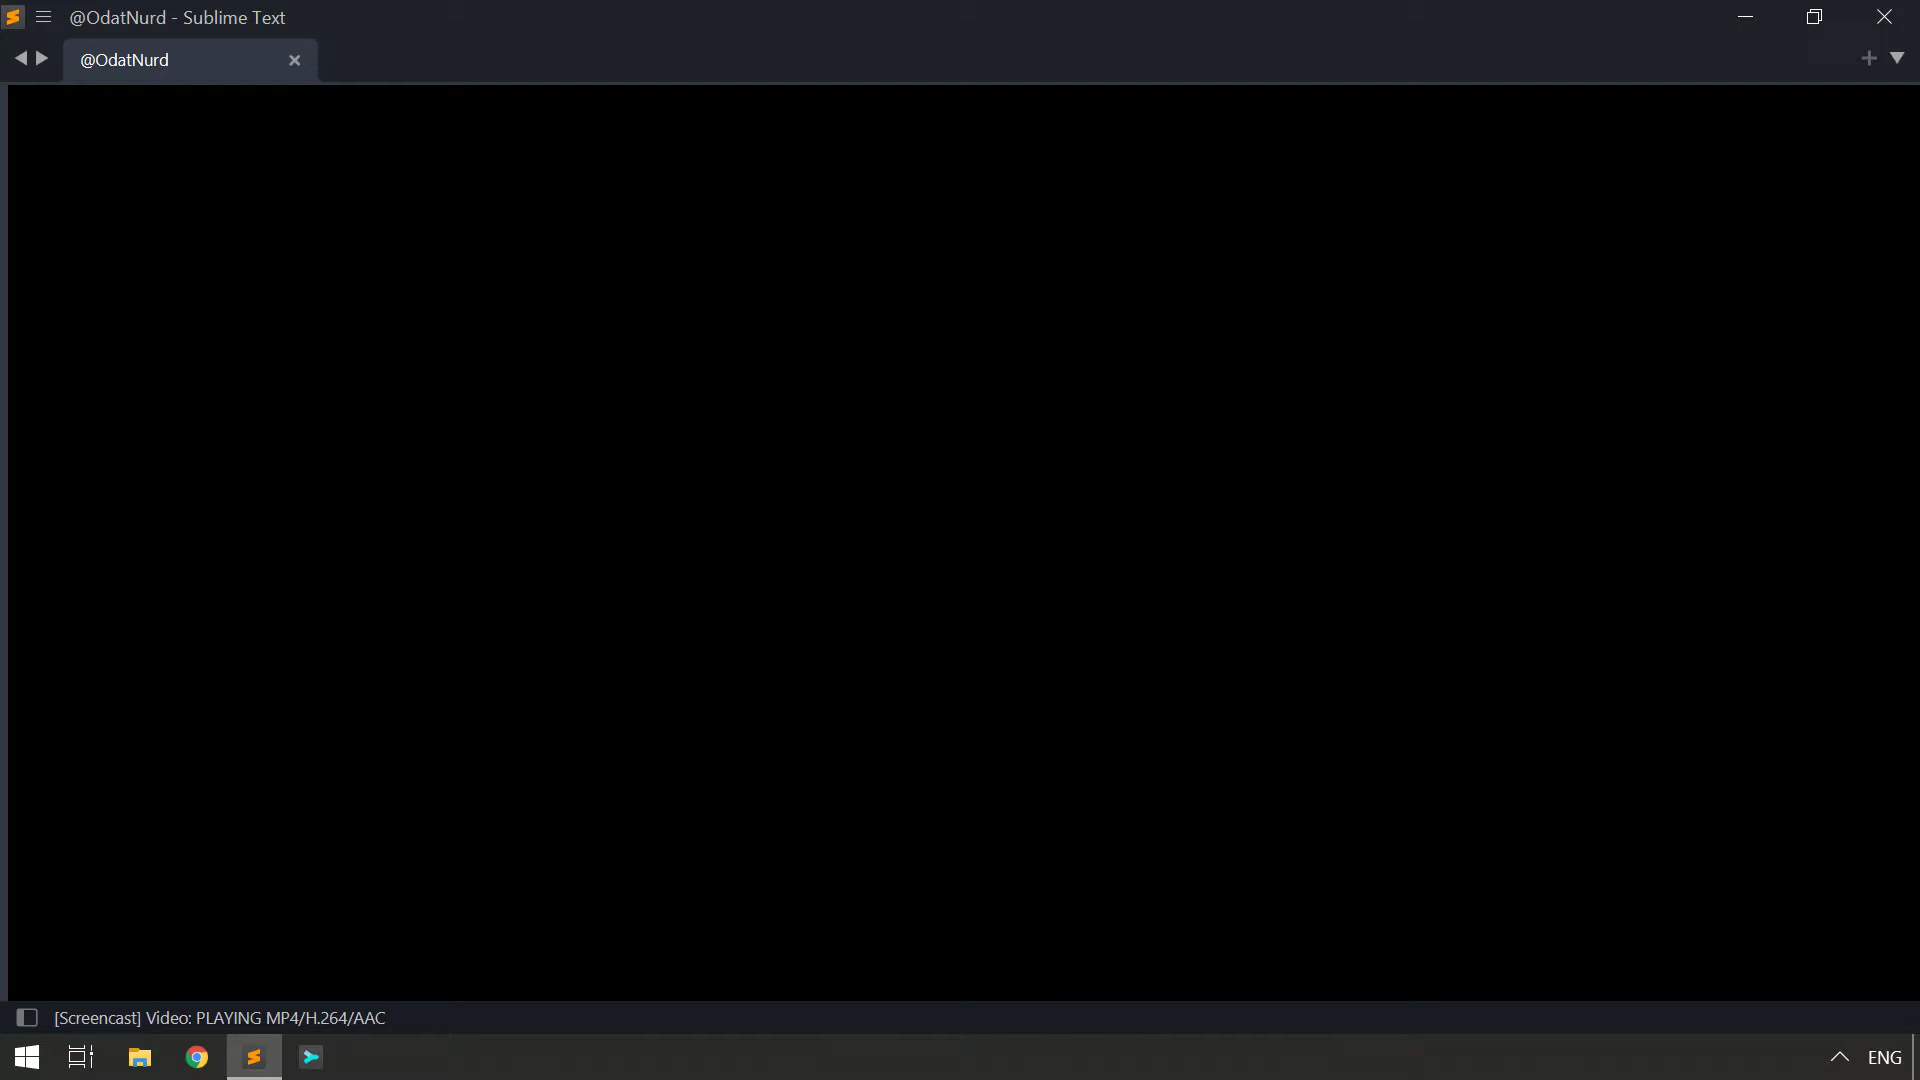 @OdatNurd - Sublime Text
@OdatNurd
[Screencast] Video: PLAYING MP4/H.264/AAC
ENG